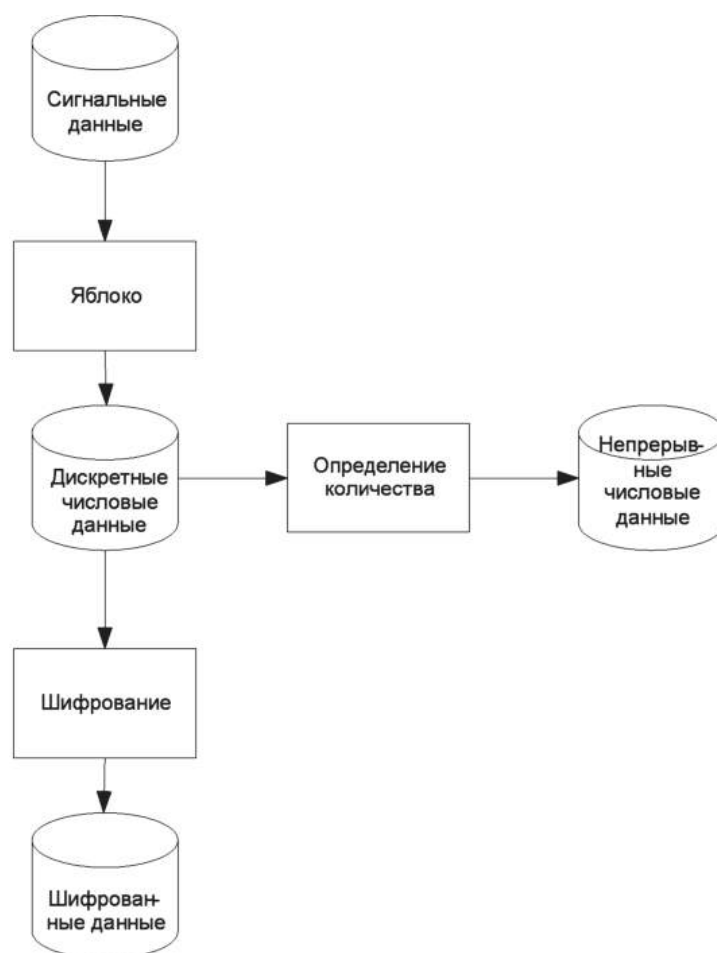 Сигнальные
данные
Яблоко
Дискретные
числовые
данные
Определение
количества
Непрерыв-
ные
числовые
данные
Шифрование
Шифрован-
ные данные